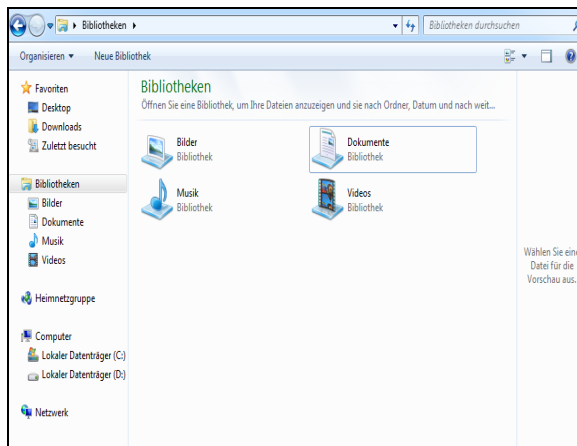 Bibliotheken
Bibliotheken durchsuchen
Organisieren Neue Bibliothek
Favoriten
Desktop
Downloads
Zuletzt besucht
Bibliotheken
Bilder
Dokumente
Musik
Videos
Heimnetzgruppe
Computer
Lokaler Datenträger (C:)
Lokaler Datenträger (D:)
Netzwerk
Bibliotheken
Öffnen Sie eine Bibliothek, um Ihre Dateien anzuzeigen und sie nach Ordner, Datum und nach weit...
Bilder
Bibliothek
Dokumente
Bibliothek
Musik
Bibliothek
Videos
Bibliothek
Wählen Sie eine
Datei für die
Vorschau aus.